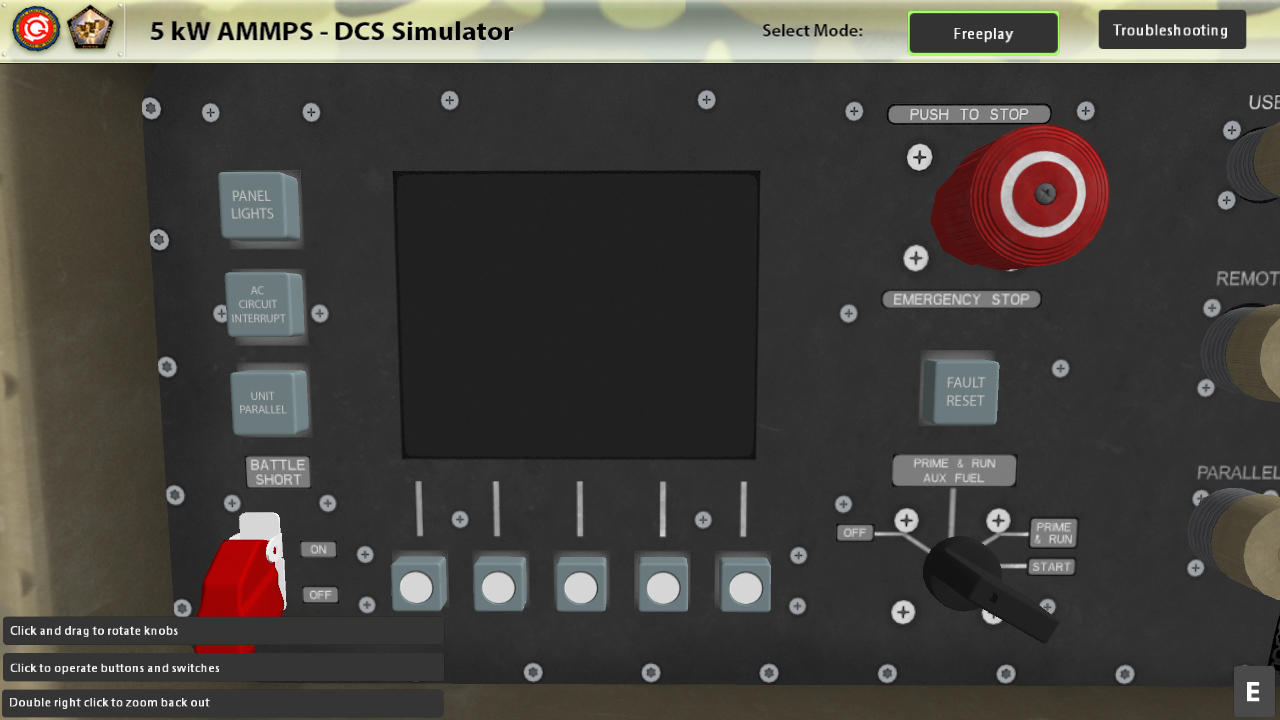 5 kW AMMPS - DCS Simulator
Select Mode:
Freeplay
Troubleshooting
PUSH TO STOP
EMERGENCY STOP
PANEL
LIGHTS
AC
CIRCUIT
INTERRUPT
UNIT
PARALLEL
BATTLE
SHORT
ON
OFF
FAULT
RESET
PRIME & RUN
AUX FUEL
OFF
PRIME
& RUN
START
USE
REMOT
PARALLEL
Click and drag to rotate knobs
Click to operate buttons and switches
Double right click to zoom back out
E